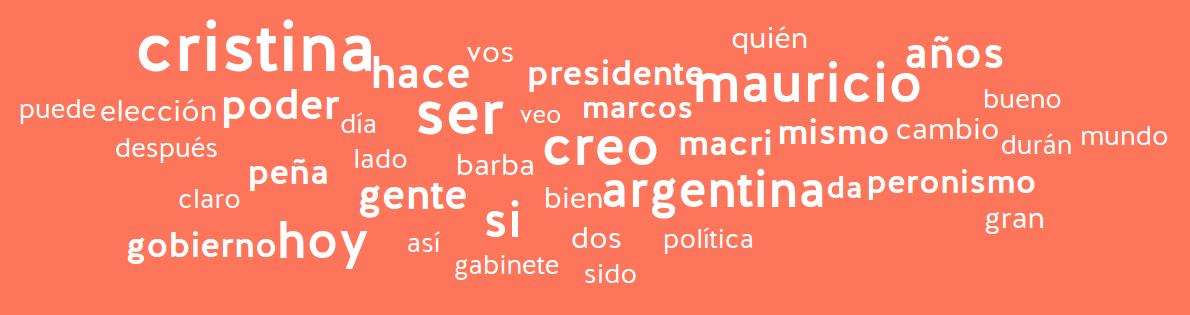 cristina
hace
vos
quién
años
presidente
mauricio
puede
elección
poder
día
ser
veo
marcos
bueno
después
lado
barba
creo
macri
mismo
cambio
durán
mundo
peña
claro
gente
bien
argentina
da
peronismo
gobierno
hoy
así
si
dos
política
gran
gabinete
sido